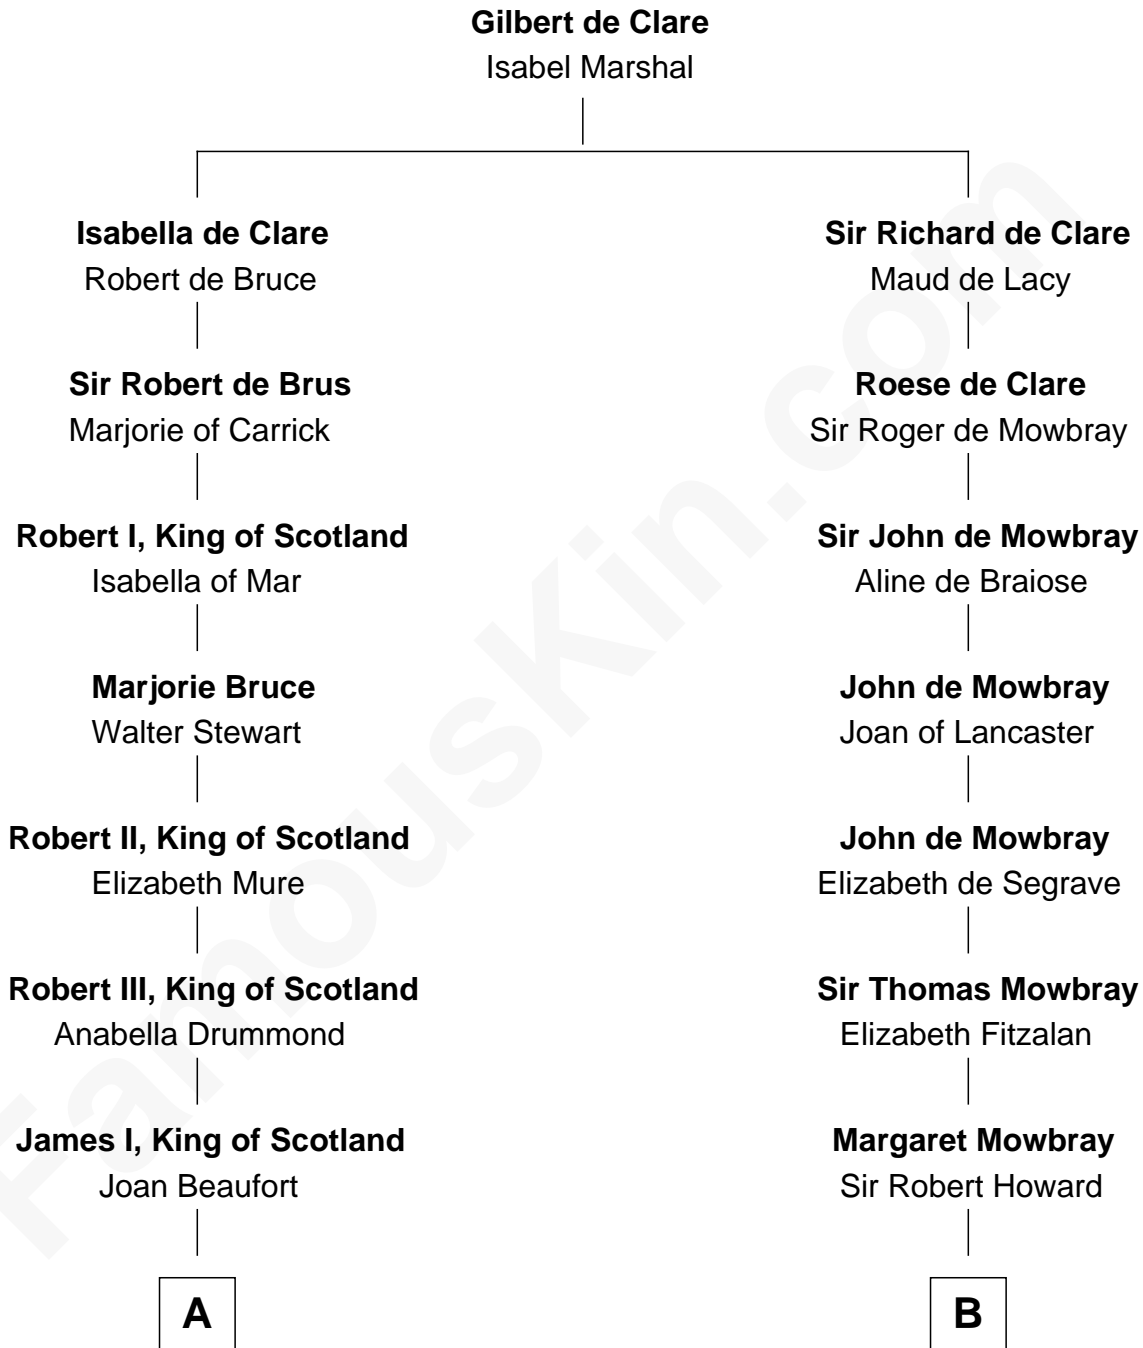 Gilbert de Clare
Isabel Marshal
Isabella de Clare
Robert de Bruce
Sir Richard de Clare
Maud de Lacy
Sir Robert de Brus
Marjorie of Carrick
Roese de Clare
Sir Roger de Mowbray
Robert I, King of Scotland
Isabella of Mar
Sir John de Mowbray
Aline de Braiose
Marjorie Bruce
Walter Stewart
John de Mowbray
Joan of Lancaster
Robert II, King of Scotland
Elizabeth Mure
John de Mowbray
Elizabeth de Segrave
Robert III, King of Scotland
Anabella Drummond
Sir Thomas Mowbray
Elizabeth Fitzalan
James I, King of Scotland
Joan Beaufort
Margaret Mowbray
Sir Robert Howard
A
B
FamousKin.com